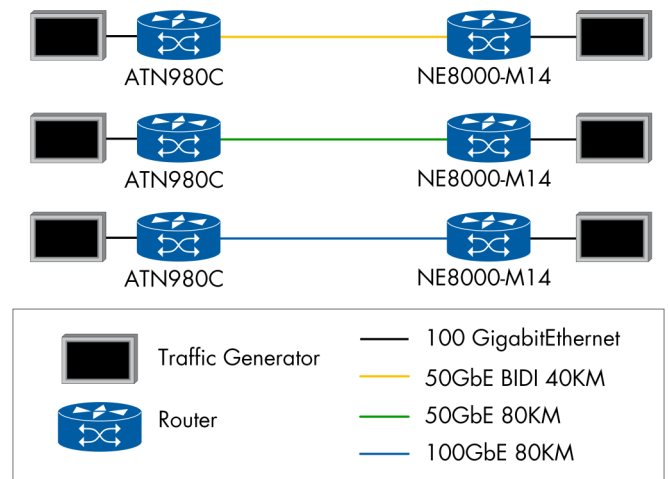 ATN980C
NE8000-M14
ATN980C
NE8000-M14
ATN980C
NE8000-M14
Traffic Generator
Router
100 GigabitEthernet
50GbE BIDI 40KM
50GbE 80KM
100GbE 80KM